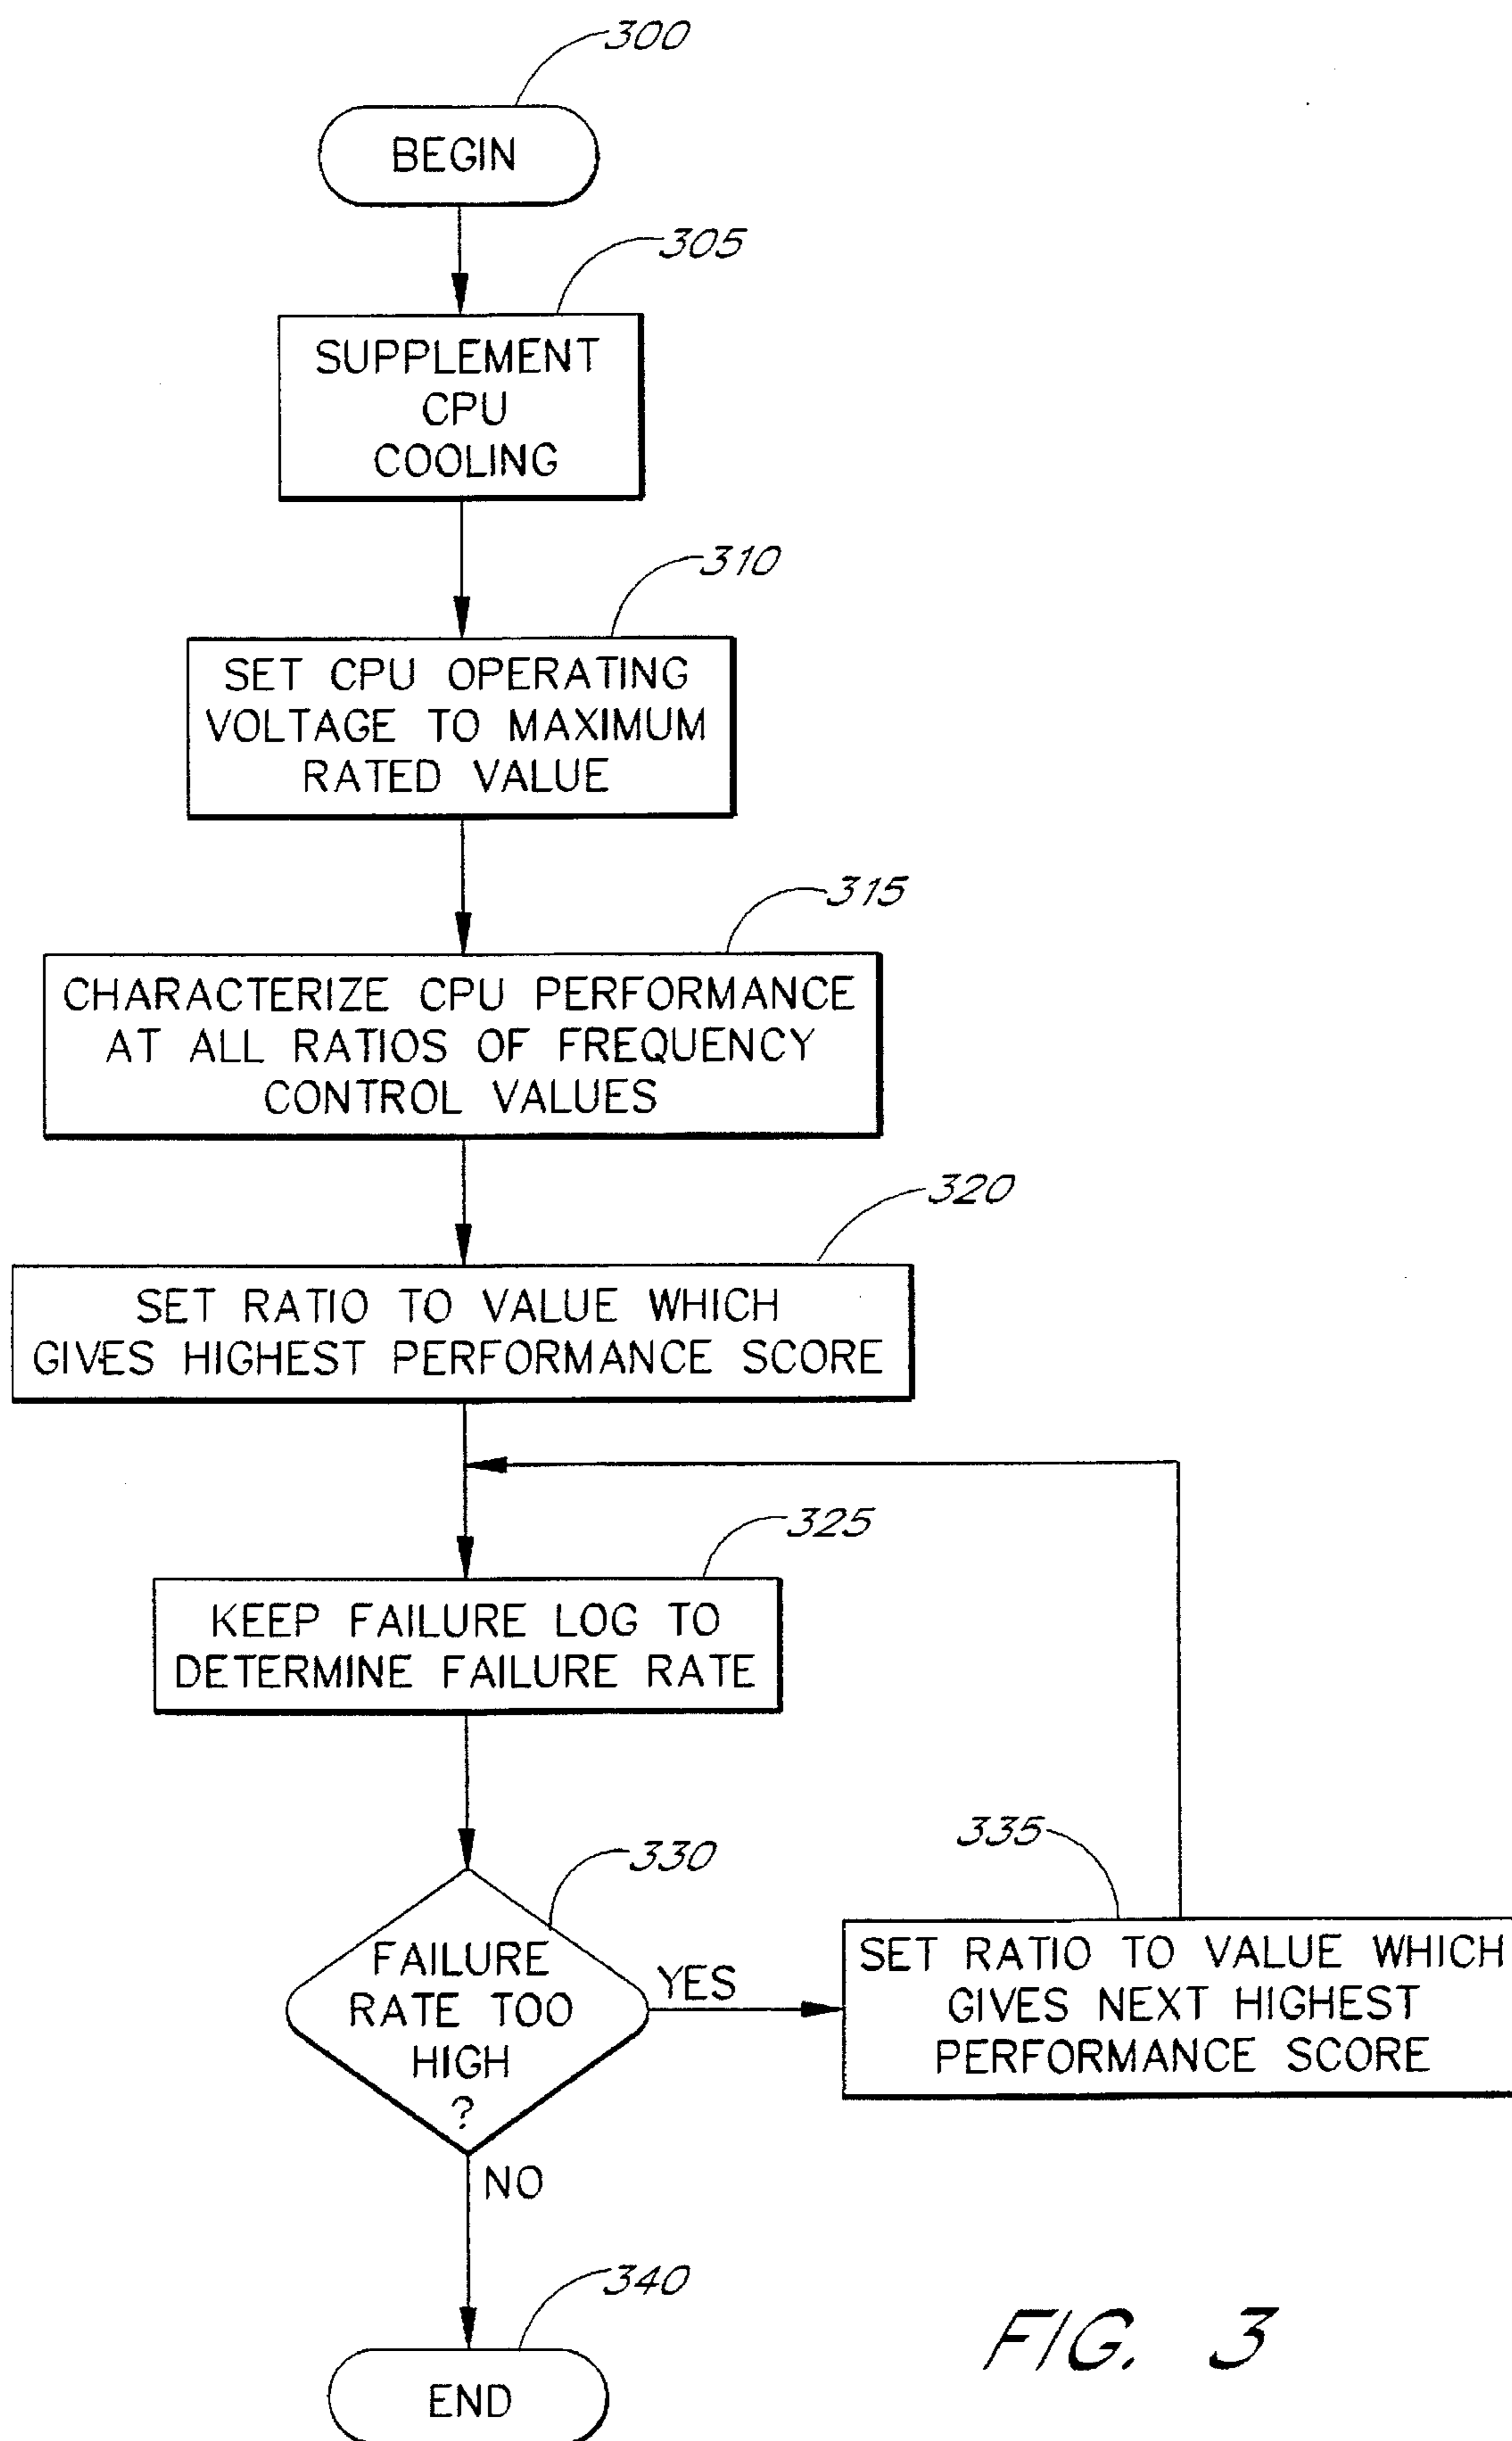 300
BEGIN
305
SUPPLEMENT
CPU
COOLING
310
SET CPU OPERATING
VOLTAGE TO MAXIMUM
RATED VALUE
315
CHARACTERIZE CPU PERFORMANCE
AT ALL RATIOS OF FREQUENCY
CONTROL VALUES
320
SET RATIO TO VALUE WHICH
GIVES HIGHEST PERFORMANCE SCORE
325
KEEP FAILURE LOG TO
DETERMINE FAILURE RATE
330
FAILURE
RATE TOO
HIGH
?
YES
335
SET RATIO TO VALUE WHICH
GIVES NEXT HIGHEST
PERFORMANCE SCORE
NO
340
END
FIG. 3